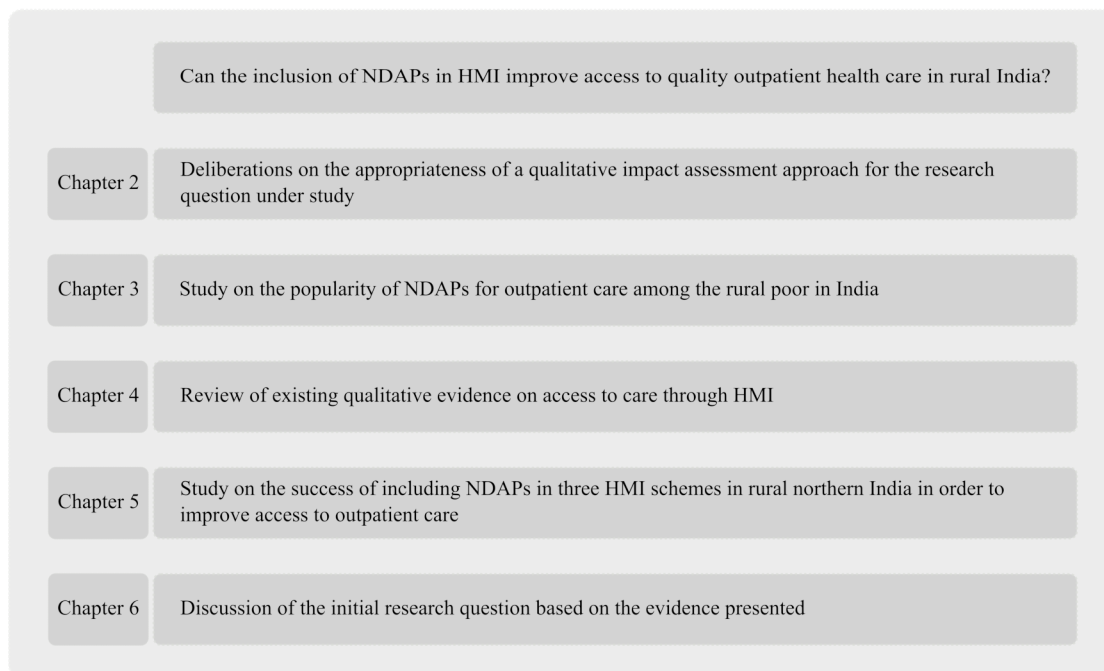 Can the inclusion of NDAPs in HMI improve access to quality outpatient health care in rural India?
Chapter 2
Deliberations on the appropriateness of a qualitative impact assessment approach for the research
question under study
Chapter 3
Study on the popularity of NDAPs for outpatient care among the rural poor in India
Chapter 4
Review of existing qualitative evidence on access to care through HMI
Chapter 5
Study on the success of including NDAPs in three HMI schemes in rural northern India in order to
improve access to outpatient care
Chapter 6
Discussion of the initial research question based on the evidence presented